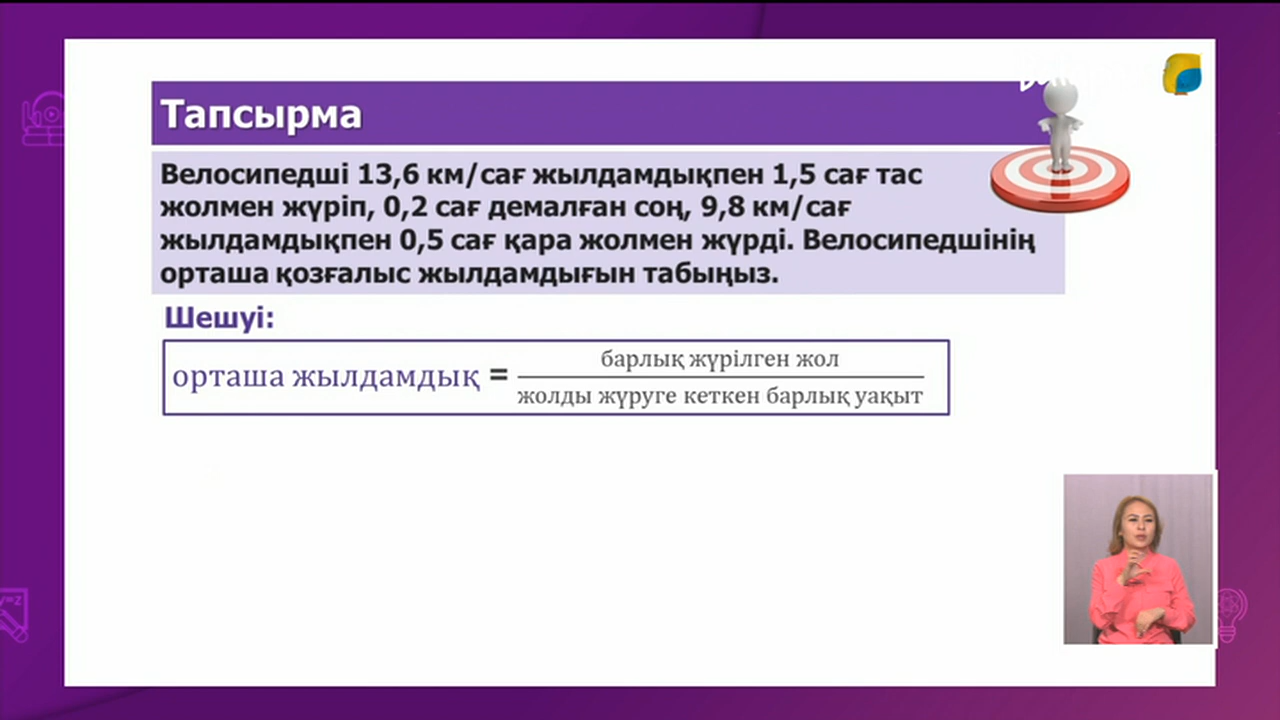 Тапсырма
Велосипедші 13,6 км/сағ жылдамдықпен 1,5 сағ тас
жолмен жүріп, 0,2 сағ демалған соң, 9,8 км/сағ
жылдамдықпен 0,5 сағ қара жолмен жүрді. Велосипедшінің
орташа қозғалыс жылдамдығын табыңыз.
Шешуі:
барлық жүрілген жол
орташа жылдамдық =
жолды жүруге кеткен барлық уақыт